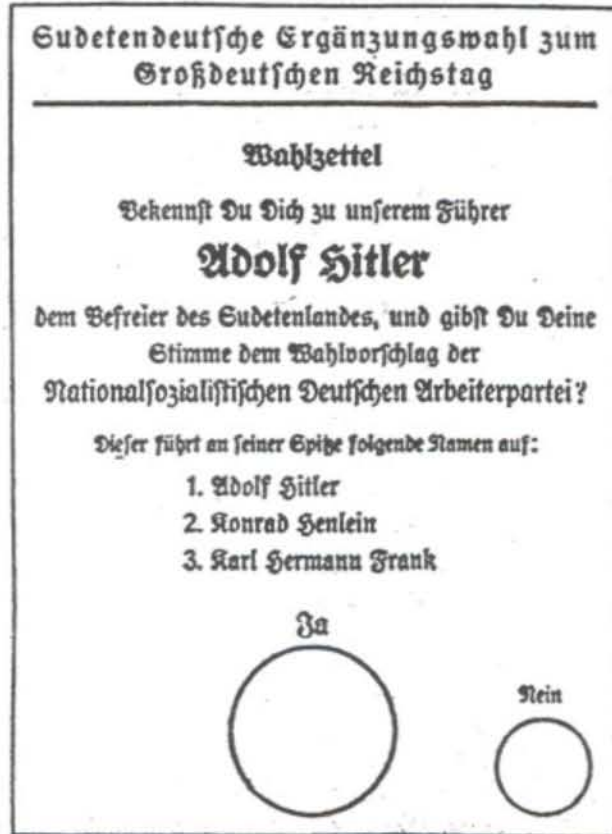 Sudetendeutsche Ergänzungswahl zum
Großdeutschen Reichstag
Wahlzettel
Bekennst Du Dich zu unserem Führer
Adolf Hitler
dem Befreier des Sudetenlandes, und gibst Du Deine
Stimme dem Wahlvorschlag der
Nationalsozialistischen Deutschen Arbeiterpartei?
Dieser führt an seiner Spitze folgende Namen auf:
1. Adolf Hitler
2. Konrad Henlein
3. Karl Hermann Frank
Ja
Nein